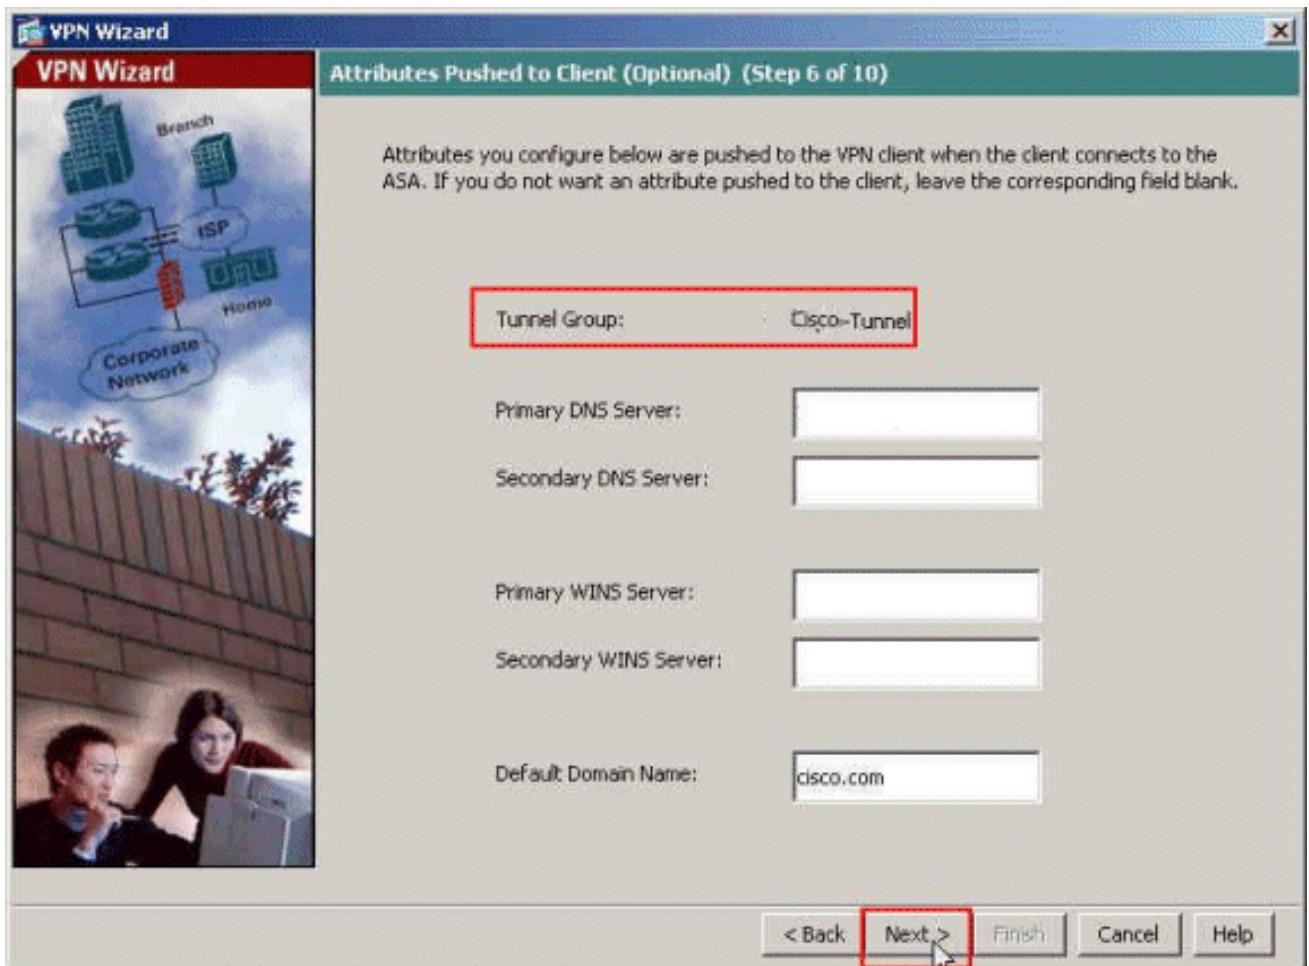 VPN Wizard
VPN Wizard
Attributes Pushed to Client (Optional) (Step 6 of 10)
Branch
ISP
Home
Corporate
Network
Attributes you configure below are pushed to the VPN client when the client connects to the
ASA. If you do not want an attribute pushed to the client, leave the corresponding field blank.
Tunnel Group: Cisco-Tunnel
Primary DNS Server:
Secondary DNS Server:
Primary WINS Server:
Secondary WINS Server:
Default Domain Name: cisco.com
< Back Next > Finish Cancel Help